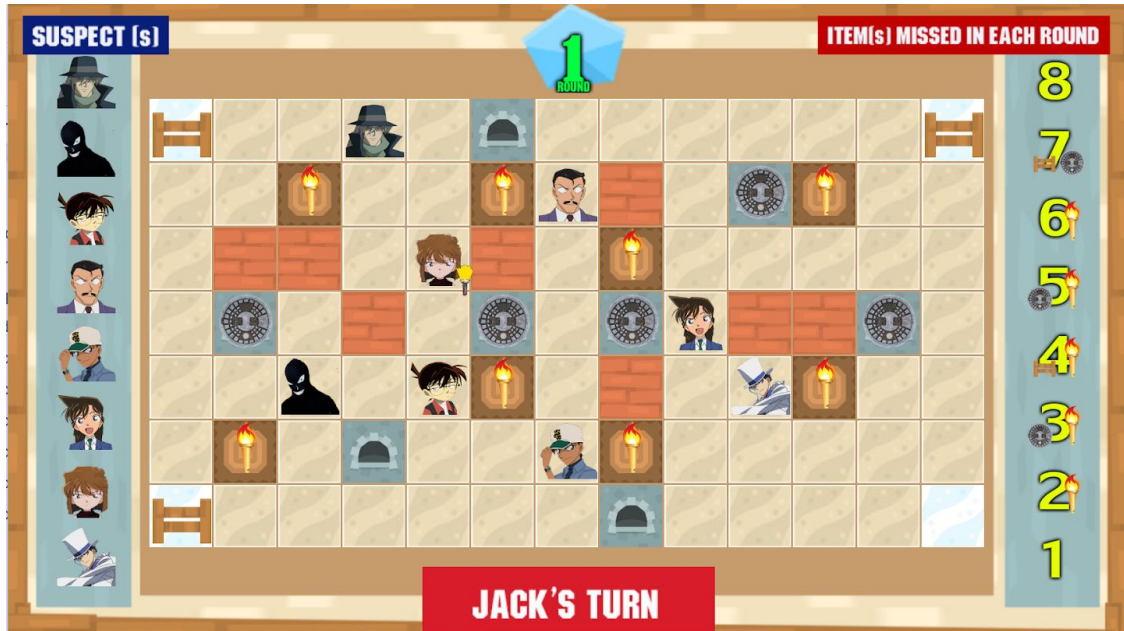 SUSPECT (s)
1
ROUND
ITEM(s) MISSED IN EACH ROUND
8
7
6
5
4
3
2
1
JACK'S TURN